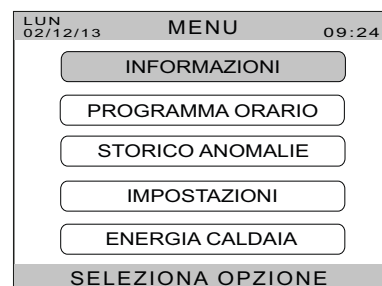 LUN
02/12/13 MENU 09:24
INFORMAZIONI
PROGRAMMA ORARIO
STORICO ANOMALIE
IMPOSTAZIONI
ENERGIA CALDAIA
SELEZIONA OPZIONE